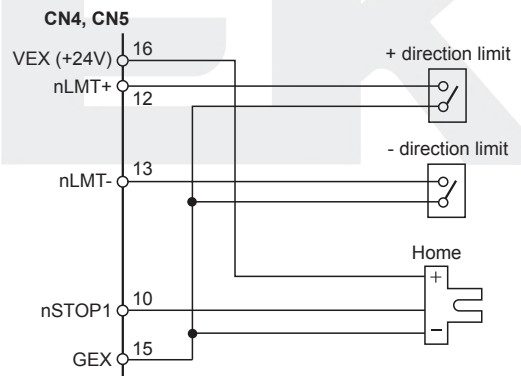 CN4, CN5
VEX (+24V)
16
+ direction limit
nLMT+
12
- direction limit
nLMT-
13
Home
+
nSTOP1
10
−
GEX
15